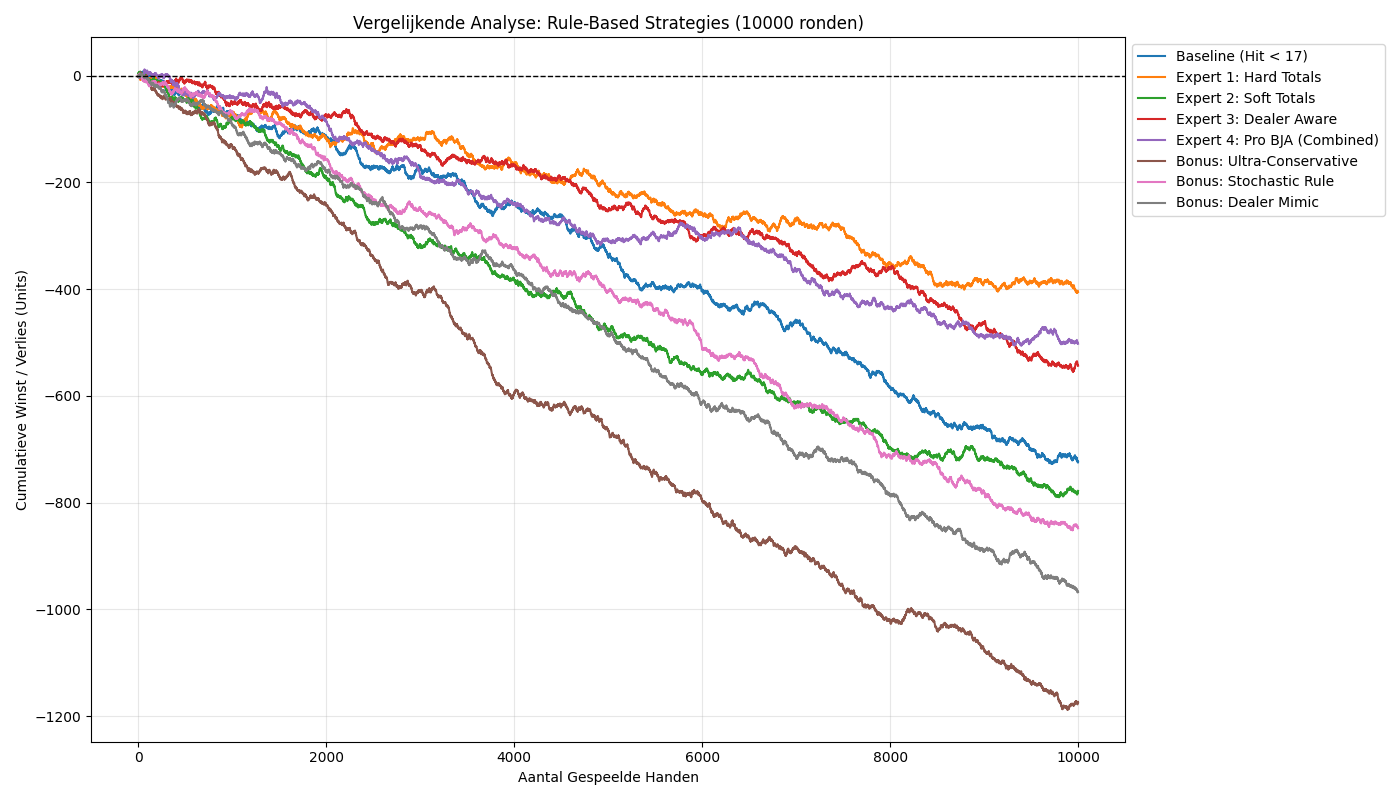 Vergelijkende Analyse: Rule-Based Strategies (10000 ronden)
Cumulatieve Winst / Verlies (Units)
0
−200
−400
−600
−800
−1000
−1200
0
2000
4000
6000
8000
10000
Aantal Gespeelde Handen
Baseline (Hit < 17)
Expert 1: Hard Totals
Expert 2: Soft Totals
Expert 3: Dealer Aware
Expert 4: Pro BJA (Combined)
Bonus: Ultra-Conservative
Bonus: Stochastic Rule
Bonus: Dealer Mimic